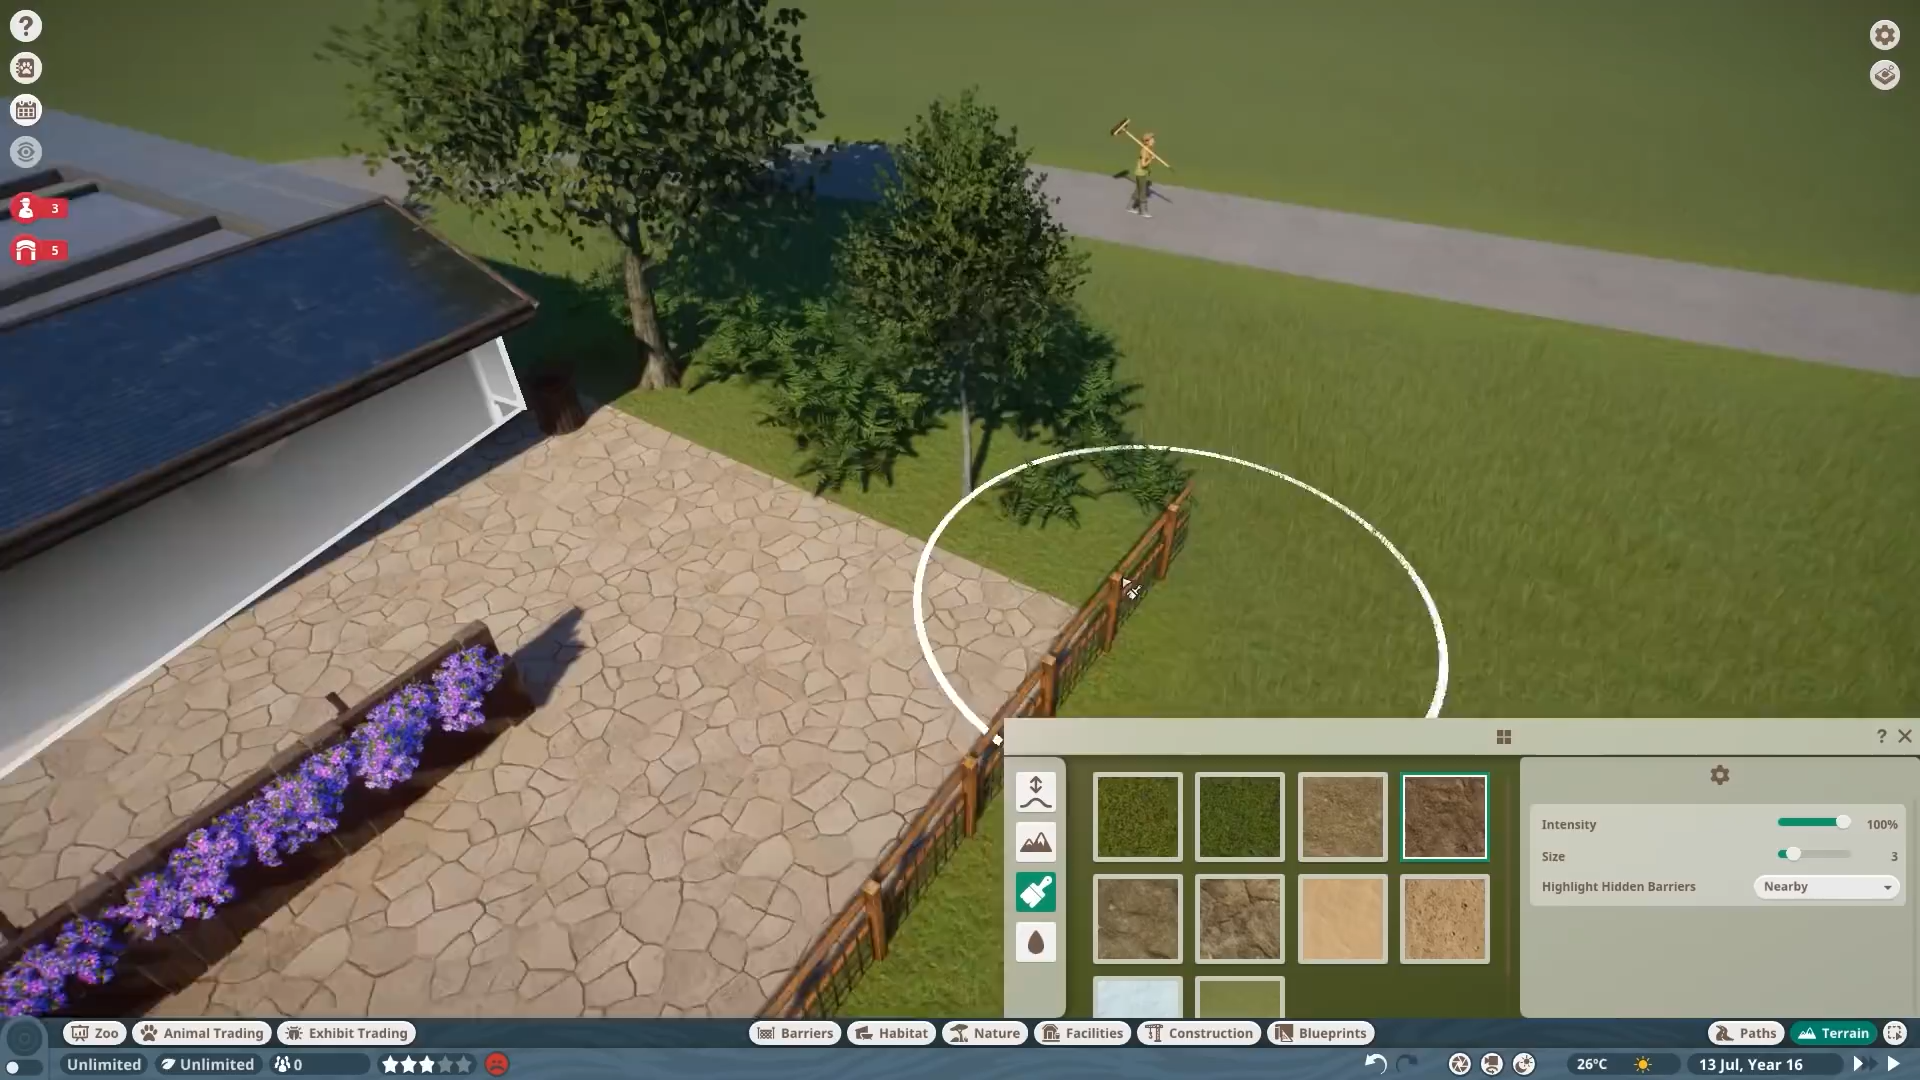 3
5
?
Intensity 100%
Size 3
Highlight Hidden Barriers Nearby
Zoo Animal Trading Exhibit Trading Barriers Habitat Nature Facilities Construction Blueprints Paths Terrain
Unlimited Unlimited 0 26°C 13 Jul, Year 16